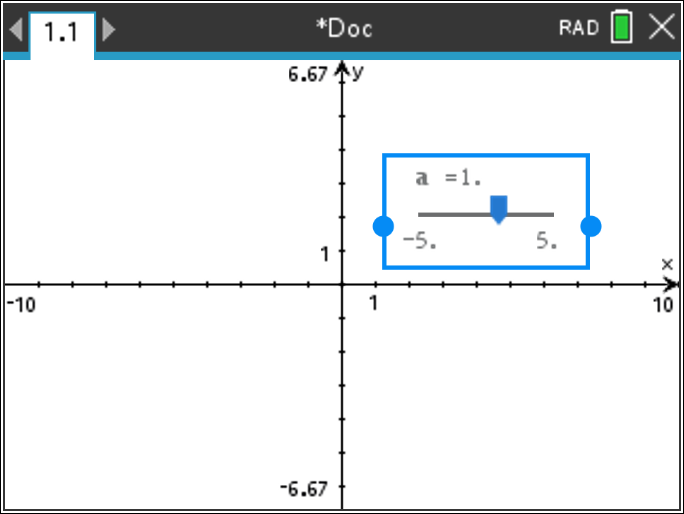 1.1 *Doc RAD
6.67 y
a =1.
-5. 5.
1
x
-10 1 10
-6.67